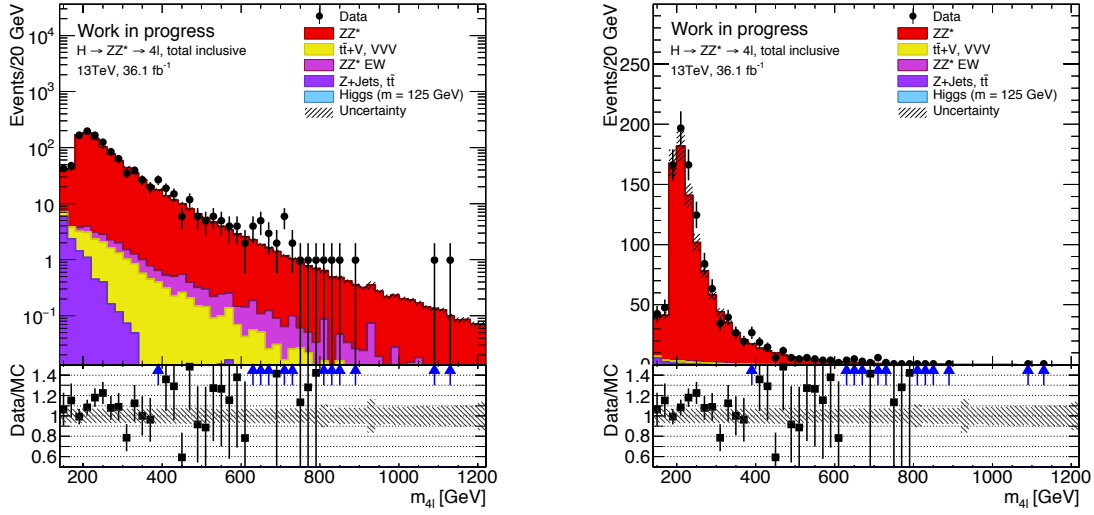 Events/20 GeV
10⁴
10³
10²
10
1
10⁻¹
Work in progress
H → ZZ* → 4l, total inclusive
13TeV, 36.1 fb⁻¹
Data
ZZ*
tt̄+V, VVV
ZZ* EW
Z+Jets, tt̄
Higgs (m = 125 GeV)
Uncertainty
Data/MC
1.4
1.2
1
0.8
0.6
200 400 600 800 1000 1200
m4l [GeV]
Events/20 GeV
250
200
150
100
50
0
Work in progress
H → ZZ* → 4l, total inclusive
13TeV, 36.1 fb⁻¹
Data
ZZ*
tt̄+V, VVV
ZZ* EW
Z+Jets, tt̄
Higgs (m = 125 GeV)
Uncertainty
Data/MC
1.4
1.2
1
0.8
0.6
200 400 600 800 1000 1200
m4l [GeV]